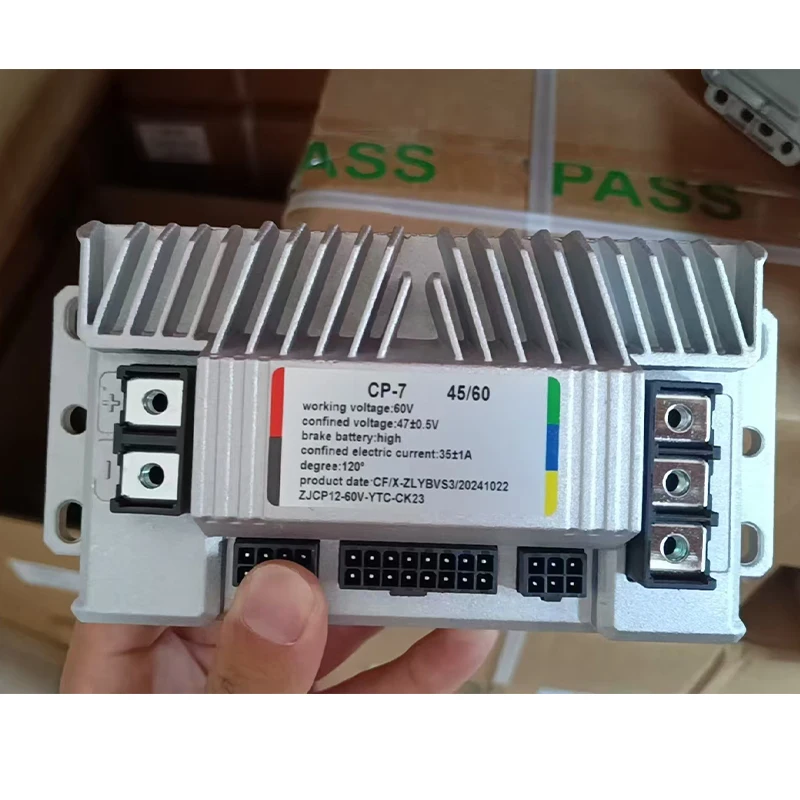 PASS
PASS
CP-7 45/60
working voltage:60V
confined voltage:47±0.5V
brake battery:high
confined electric current:35±1A
degree:120°
product date:CF/X-ZLYBVS3/20241022
ZJCP12-60V-YTC-CK23
+
-